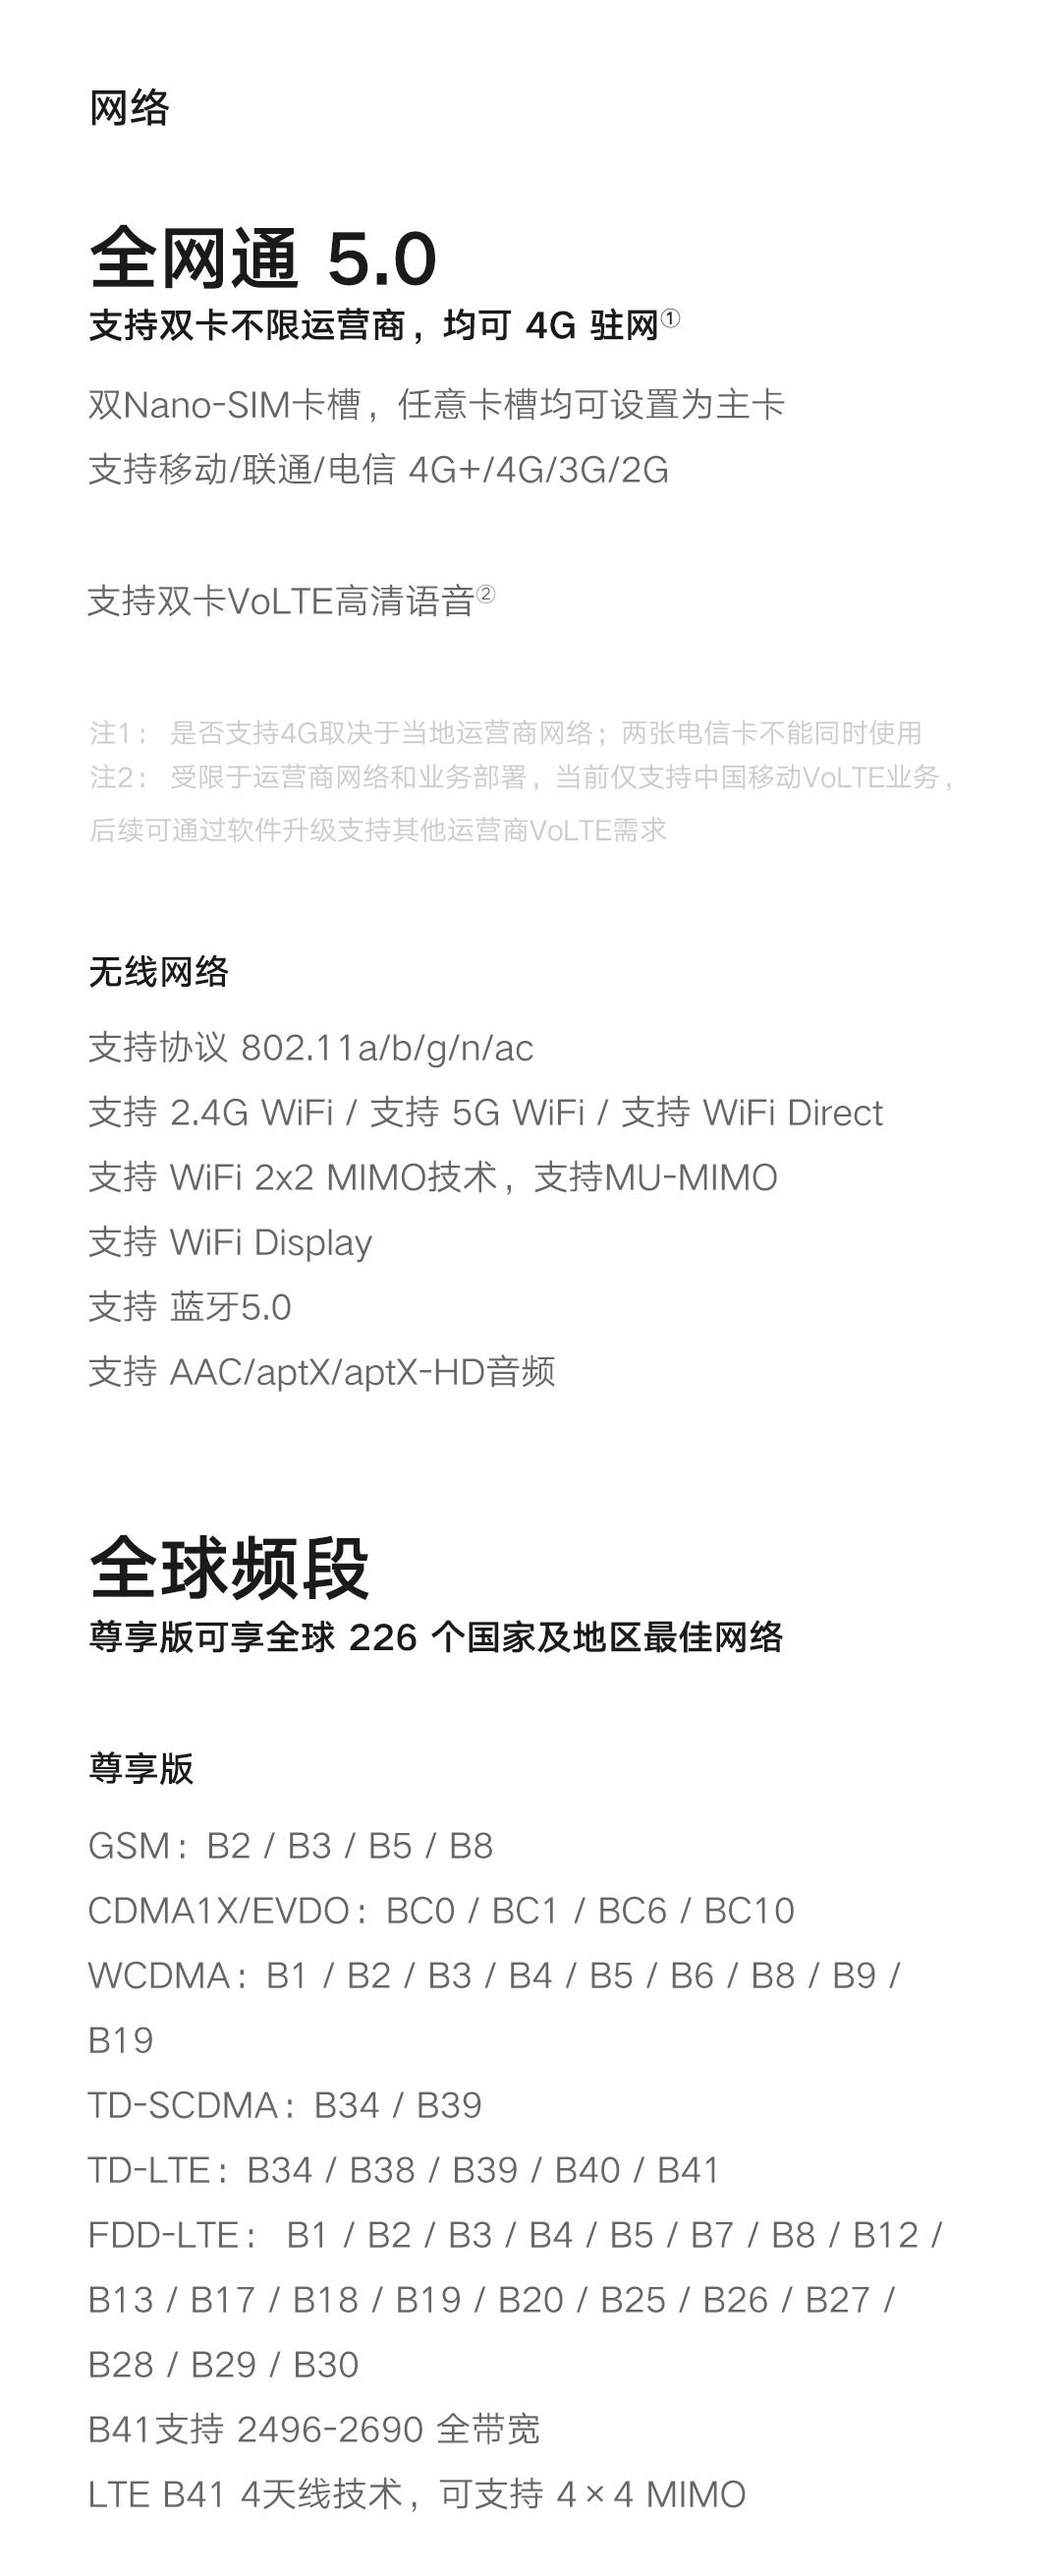 网络
全网通 5.0
支持双卡不限运营商，均可 4G 驻网①
双Nano-SIM卡槽，任意卡槽均可设置为主卡
支持移动/联通/电信 4G+/4G/3G/2G
支持双卡VoLTE高清语音②
注1： 是否支持4G取决于当地运营商网络；两张电信卡不能同时使用
注2： 受限于运营商网络和业务部署，当前仅支持中国移动VoLTE业务，
后续可通过软件升级支持其他运营商VoLTE需求
无线网络
支持协议 802.11a/b/g/n/ac
支持 2.4G WiFi / 支持 5G WiFi / 支持 WiFi Direct
支持 WiFi 2x2 MIMO技术，支持MU-MIMO
支持 WiFi Display
支持 蓝牙5.0
支持 AAC/aptX/aptX-HD音频
全球频段
尊享版可享全球 226 个国家及地区最佳网络
尊享版
GSM：B2 / B3 / B5 / B8
CDMA1X/EVDO：BC0 / BC1 / BC6 / BC10
WCDMA：B1 / B2 / B3 / B4 / B5 / B6 / B8 / B9 /
B19
TD-SCDMA：B34 / B39
TD-LTE：B34 / B38 / B39 / B40 / B41
FDD-LTE： B1 / B2 / B3 / B4 / B5 / B7 / B8 / B12 /
B13 / B17 / B18 / B19 / B20 / B25 / B26 / B27 /
B28 / B29 / B30
B41支持 2496-2690 全带宽
LTE B41 4天线技术，可支持 4×4 MIMO